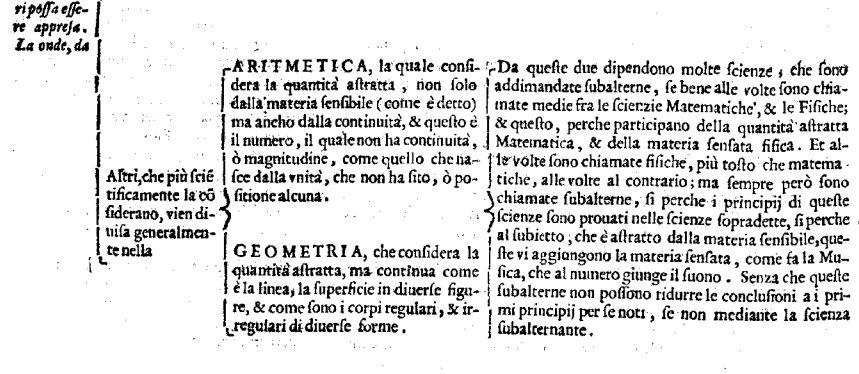 ri possa esse-
re appresa.
La onde, da
Astri, che più sciē
tificamente la cō
siderano, vien di-
uisa generalmen-
te nella
ARITMETICA, la quale consi-
dera la quantità astratta, non solo
dalla materia sensibile (come è detto)
ma ancho dalla continuità, & questo è
il numero, il quale non ha continuità,
ò magnitudine, come quello che na-
sce dalla vnità, che non ha sito, ò po-
sitione alcuna.
GEOMETRIA, che considera la
quantità astratta, ma continua come
è la linea, la superficie in diuerse figu-
re, & come sono i corpi regulari, & ir-
regulari di diuerse forme.
Da queste due dipendono molte scienze, che sono
addimandate subalterne, se bene alle volte sono chia-
mate medie fra le scienzie Matematiche, & le Fisiche;
& questo, perche participano della quantità astratta
Matematica, & della materia sensata fisica. Et al-
le volte sono chiamate fisiche, più tosto che matema-
tiche, alle volte al contrario; ma sempre però sono
chiamate subalterne, sì perche i principij di queste
scienze sono prouati nelle scienze sopradette, sì perche
al subietto, che è astratto dalla materia sensibile, que-
ste vi aggiongono la materia sensata, come fa la Mu-
sica, che al numero giunge il suono. Senza che queste
subalterne non possono ridurre le conclusioni a i pri-
mi principij per se noti, se non mediante la scienza
subalternante.